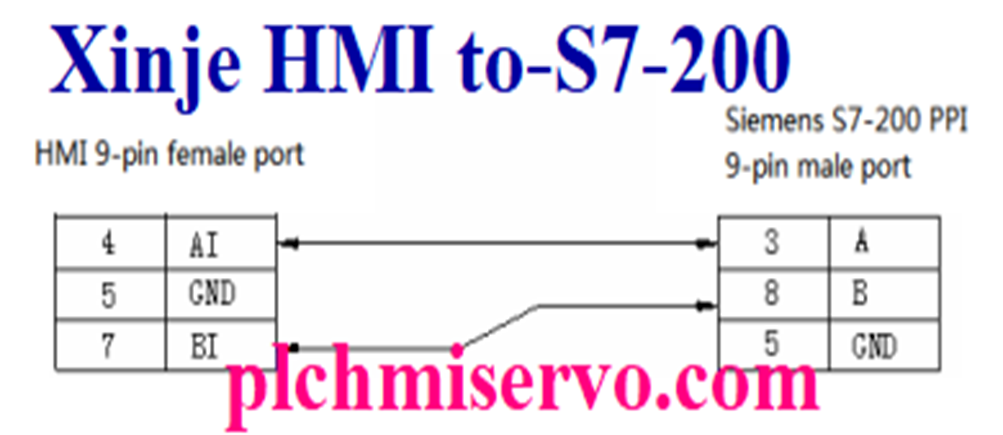 Xinje HMI to-S7-200
Siemens S7-200 PPI
HMI 9-pin female port
9-pin male port
4 AI 3 A
5 GND 8 B
7 BI 5 GND
plchmiservo.com